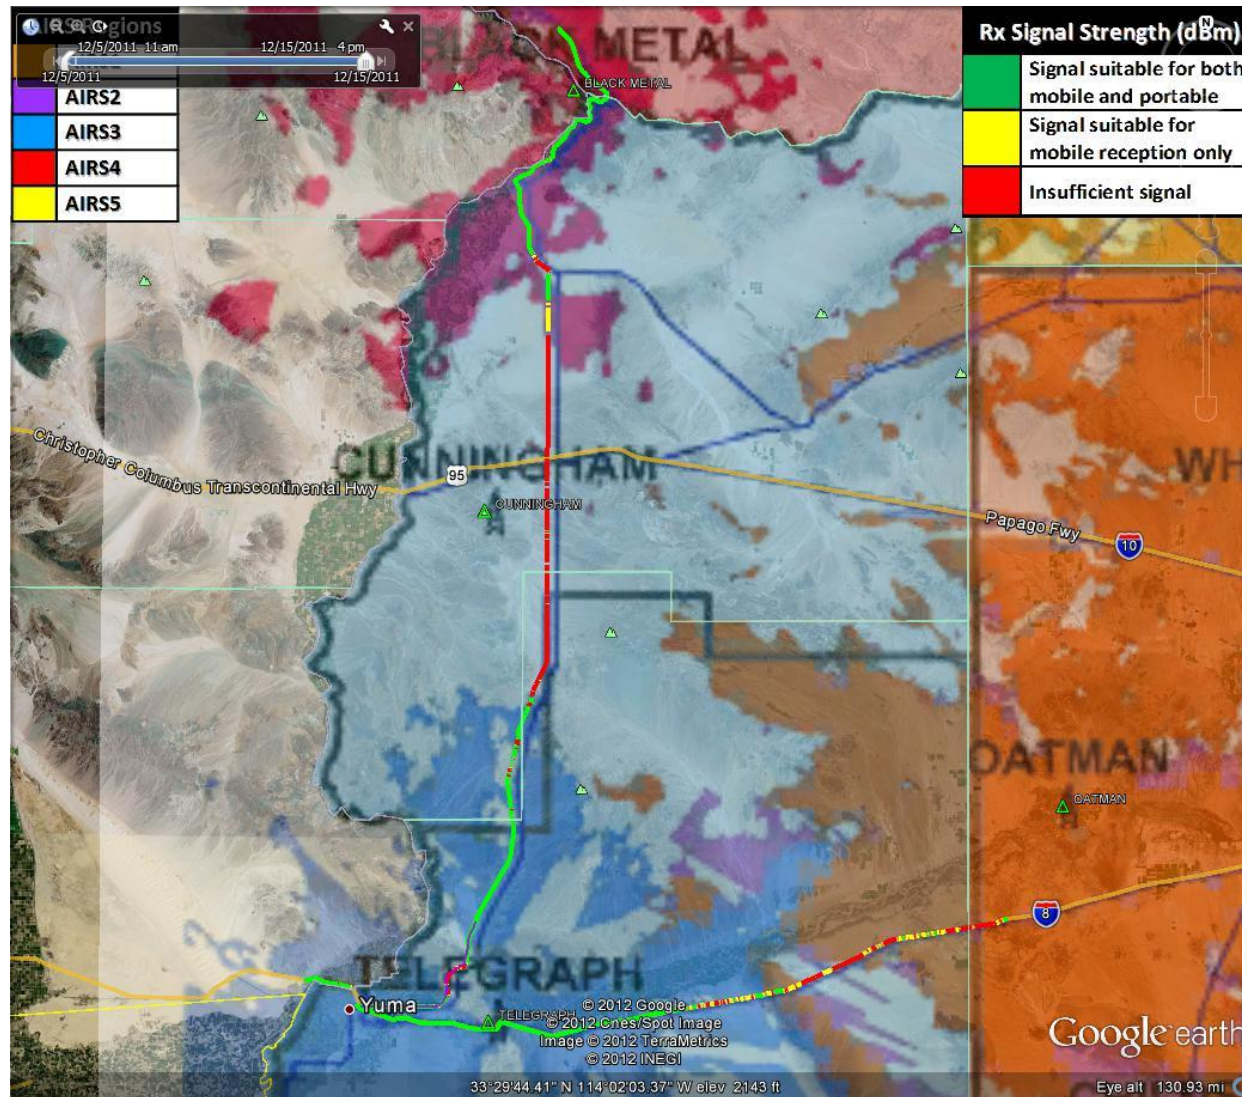 AIRS Regions
12/5/2011 11 am
12/15/2011 4 pm
12/5/2011
12/15/2011
AIRS2
AIRS3
AIRS4
AIRS5
N
Rx Signal Strength (dBm)
Signal suitable for both
mobile and portable
Signal suitable for
mobile reception only
Insufficient signal
BLACK METAL
BLACK METAL
Christopher Columbus Transcontinental Hwy
CUNNINGHAM
95
CUNNINGHAM
WH
Papago Fwy
10
OATMAN
OATMAN
8
TELEGRAPH
Yuma
TELEGRAPH
© 2012 Google
© 2012 Cnes/Spot Image
Image © 2012 TerraMetrics
© 2012 INEGI
Google earth
33°29'44.41" N 114°02'03.37" W elev 2143 ft
Eye alt 130.93 mi